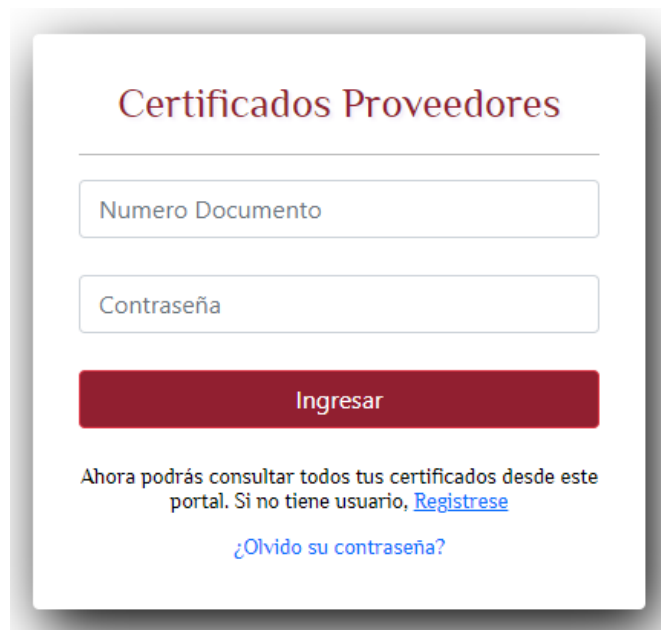 Certificados Proveedores
Numero Documento
Contraseña
Ingresar
Ahora podrás consultar todos tus certificados desde este
portal. Si no tiene usuario, Registrese
¿Olvido su contraseña?